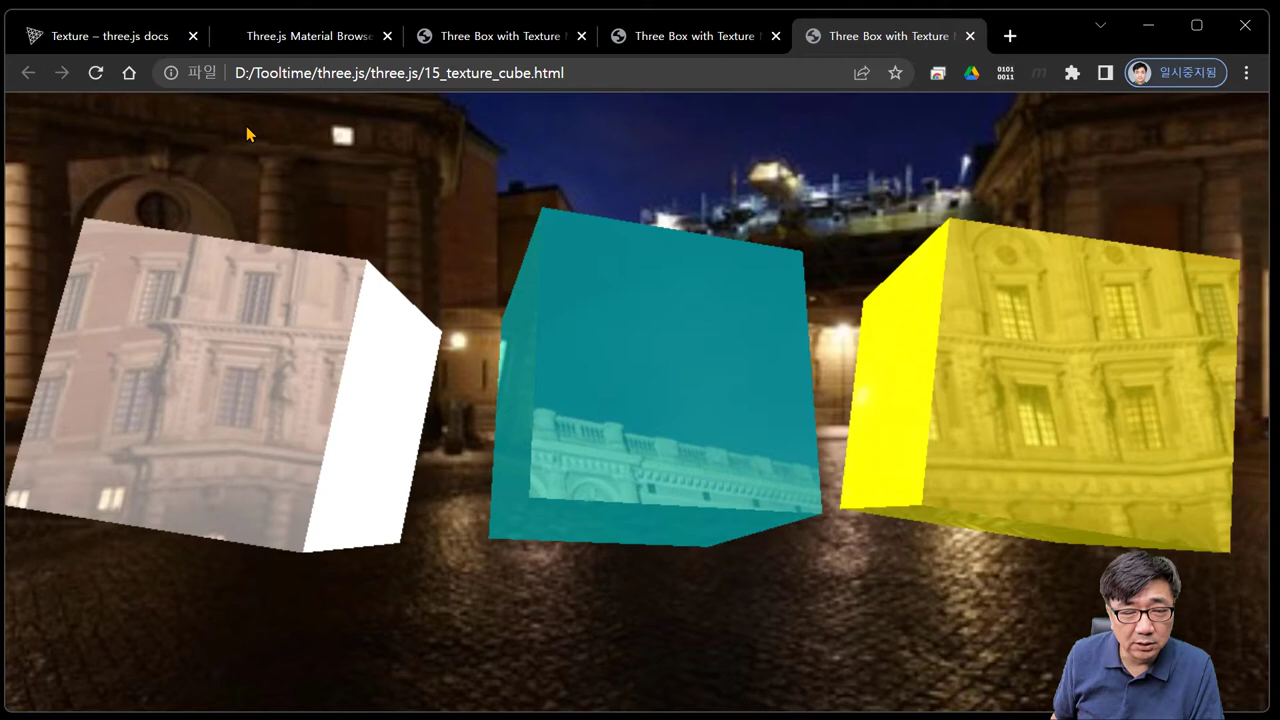 Texture – three.js docs
Three.js Material Browse
Three Box with Texture
Three Box with Texture
Three Box with Texture
파일
D:/Tooltime/three.js/three.js/15_texture_cube.html
0101
0011
m
일시중지됨